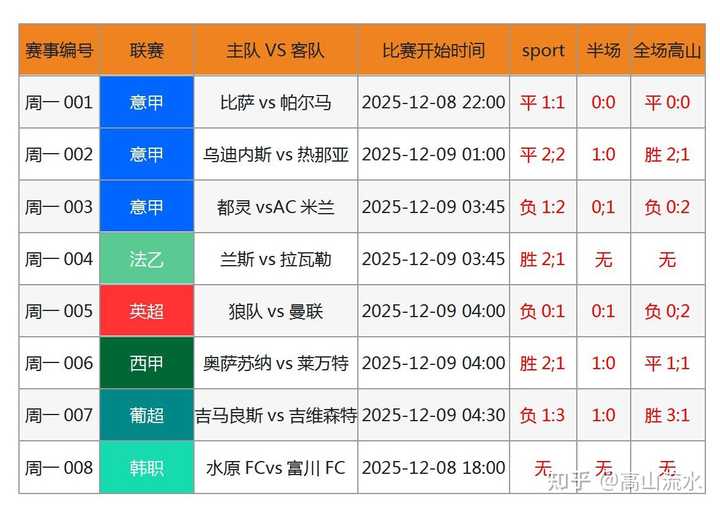 赛事编号 联赛 主队 VS 客队 比赛开始时间 sport 半场 全场高山
周一 001 意甲 比萨 vs 帕尔马 2025-12-08 22:00 平 1:1 0:0 平 0:0
周一 002 意甲 乌迪内斯 vs 热那亚 2025-12-09 01:00 平 2;2 1:0 胜 2;1
周一 003 意甲 都灵 vsAC 米兰 2025-12-09 03:45 负 1:2 0;1 负 0:2
周一 004 法乙 兰斯 vs 拉瓦勒 2025-12-09 03:45 胜 2;1 无 无
周一 005 英超 狼队 vs 曼联 2025-12-09 04:00 负 0:1 0:1 负 0;2
周一 006 西甲 奥萨苏纳 vs 莱万特 2025-12-09 04:00 胜 2;1 1:0 平 1;1
周一 007 葡超 吉马良斯 vs 吉维森特 2025-12-09 04:30 负 1:3 1:0 胜 3:1
周一 008 韩职 水原 FCvs 富川 FC 2025-12-08 18:00 无 无 无
知乎 @高山流水